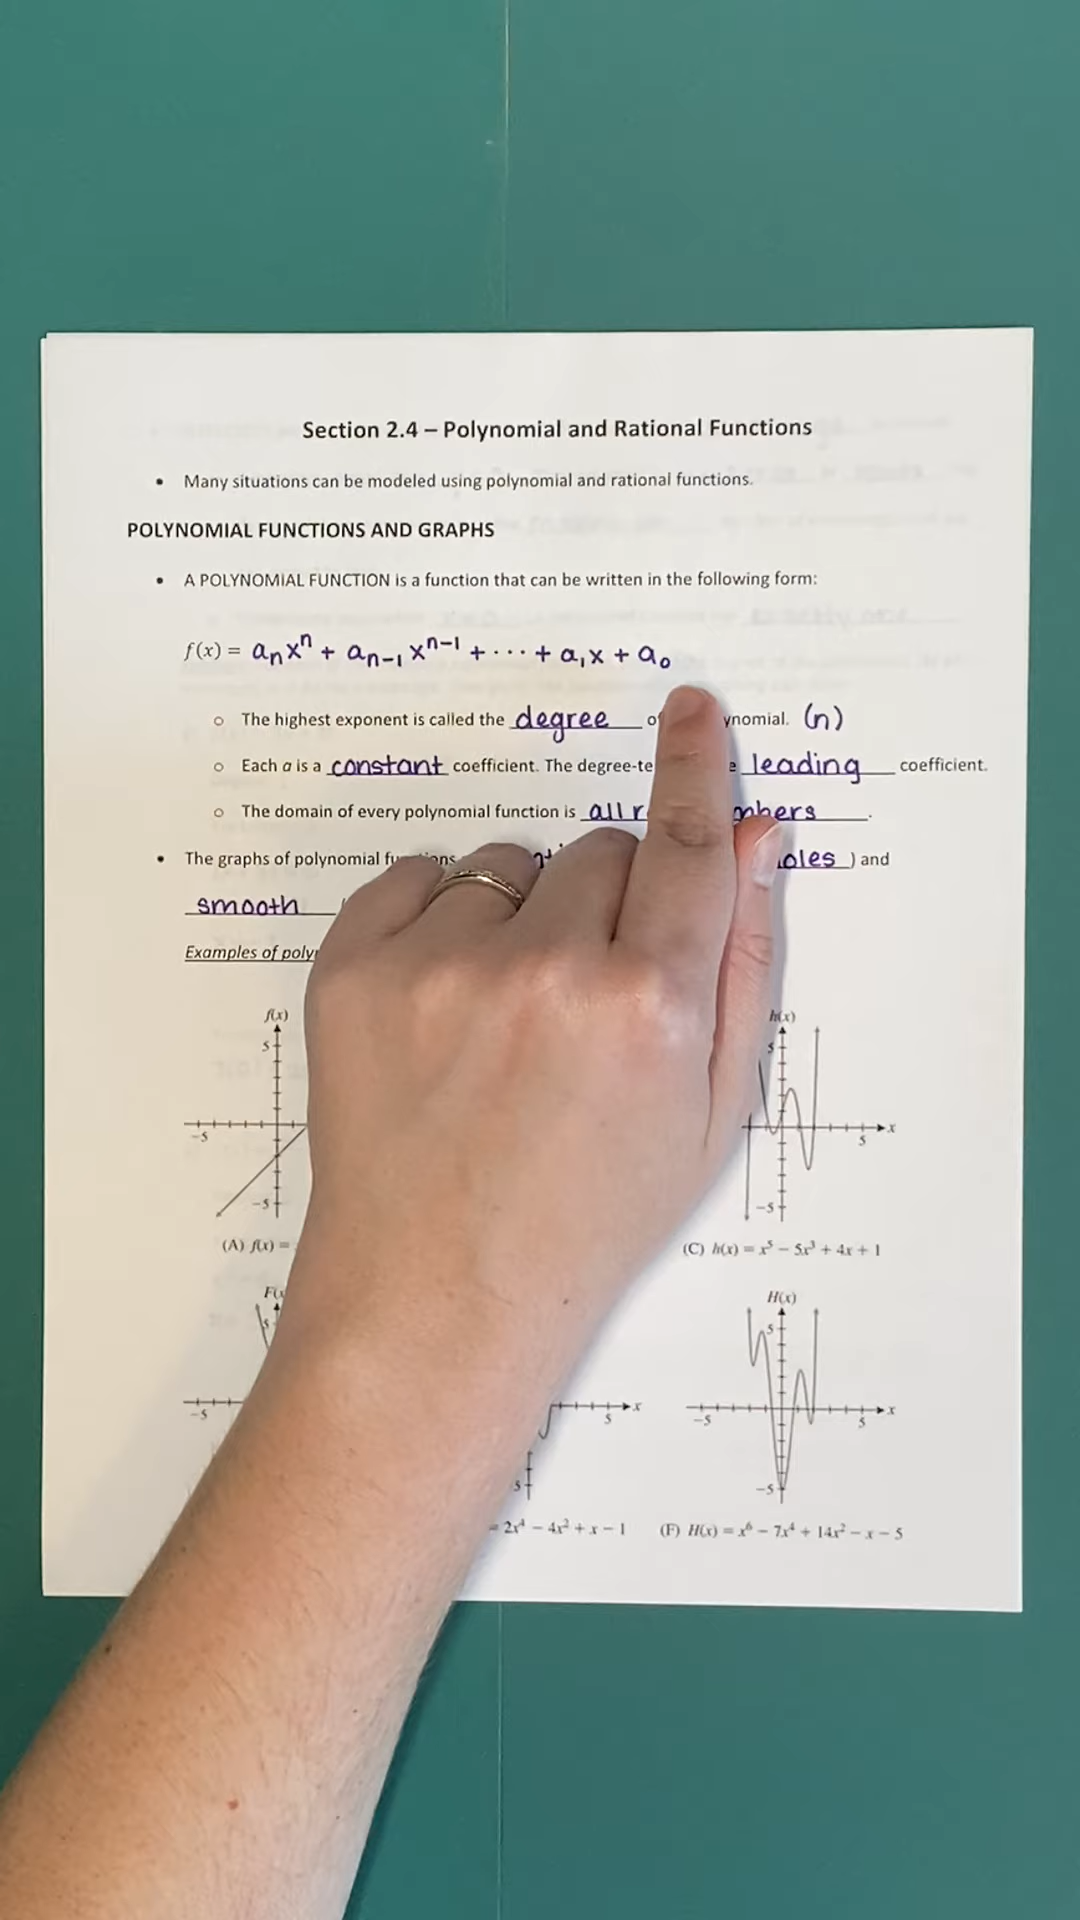 Section 2.4 – Polynomial and Rational Functions
• Many situations can be modeled using polynomial and rational functions.
POLYNOMIAL FUNCTIONS AND GRAPHS
• A POLYNOMIAL FUNCTION is a function that can be written in the following form:
f(x) = aₙxⁿ + aₙ₋₁xⁿ⁻¹ + ··· + a₁x + a₀
o The highest exponent is called the degree ynomial. (n)
o Each a is a constant coefficient. The degree-te leading coefficient.
o The domain of every polynomial function is all r mbers.
• The graphs of polynomial oles ) and
smooth
Examples of poly
f(x) h(x)
5 5
-5 x 5
-5 -5
(A) f(x) = (C) h(x) = x⁵ – 5x³ + 4x + 1
F(x H(x)
5 5
-5 5 x -5 5 x
5 -5
= 2x⁴ – 4x² + x – 1 (F) H(x) = x⁶ – 7x⁴ + 14x² – x – 5